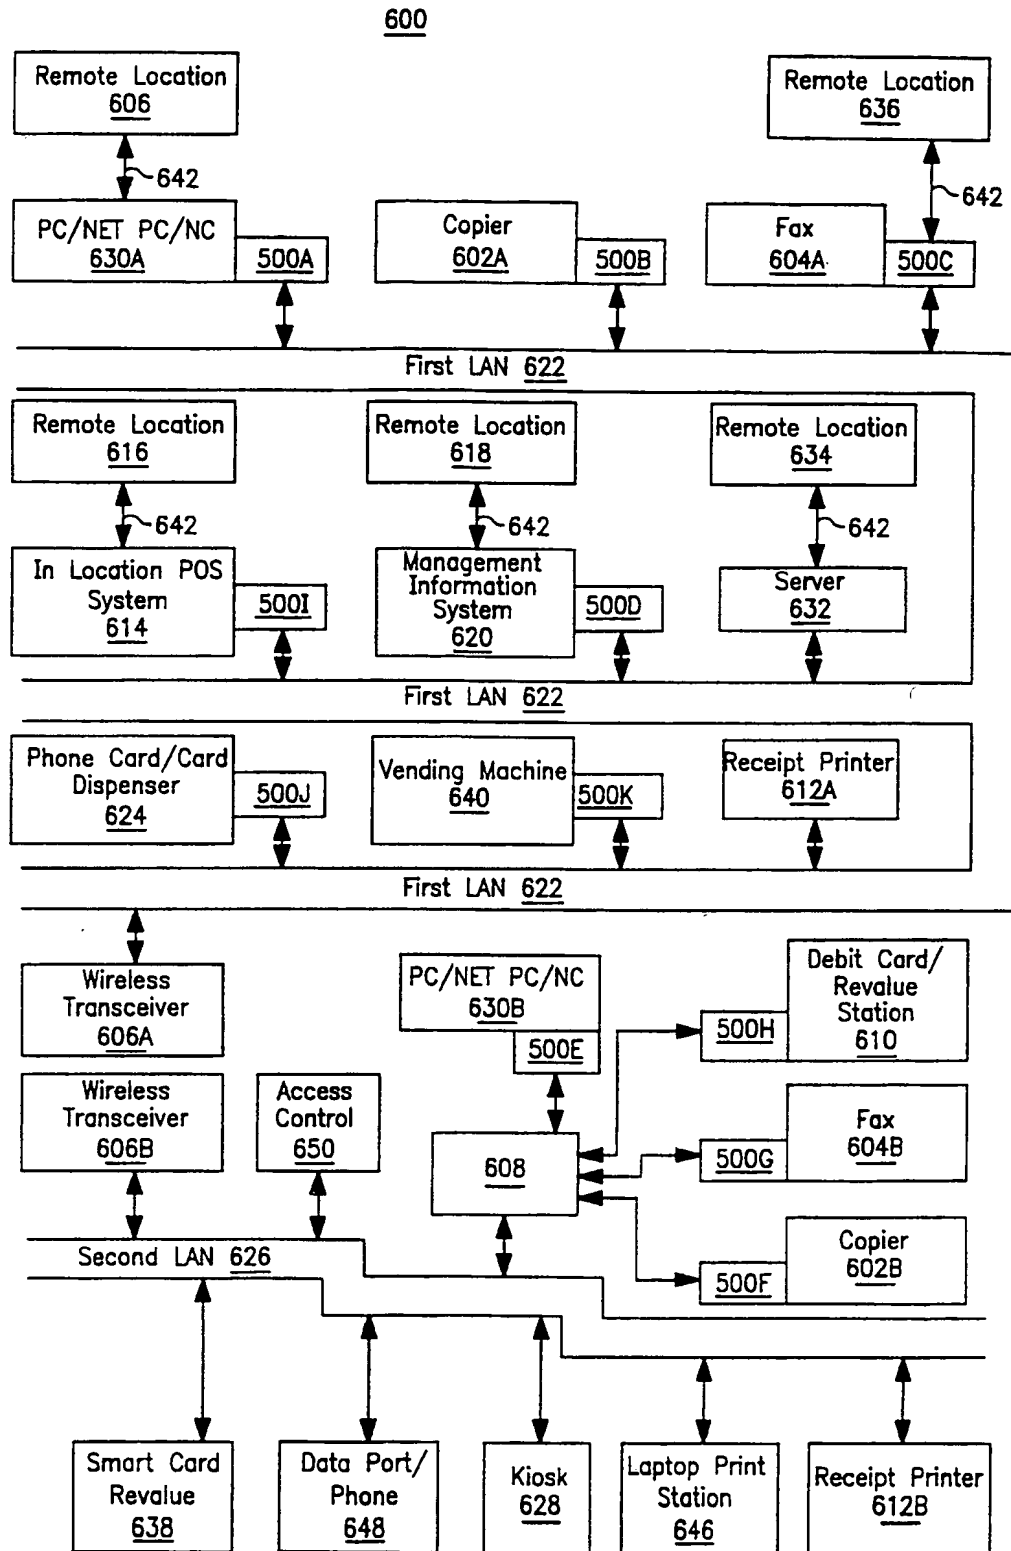 600
Remote Location
606
Remote Location
636
642
642
PC/NET PC/NC
630A
500A
Copier
602A
500B
Fax
604A
500C
First LAN 622
Remote Location
616
Remote Location
618
Remote Location
634
642
642
642
In Location POS
System
614
500I
Management
Information
System
620
500D
Server
632
First LAN 622
Phone Card/Card
Dispenser
624
500J
Vending Machine
640
500K
Receipt Printer
612A
First LAN 622
Wireless
Transceiver
606A
PC/NET PC/NC
630B
500E
Debit Card/
Revalue
Station
610
500H
Wireless
Transceiver
606B
Access
Control
650
608
Fax
604B
500G
Copier
602B
500F
Second LAN 626
Smart Card
Revalue
638
Data Port/
Phone
648
Kiosk
628
Laptop Print
Station
646
Receipt Printer
612B